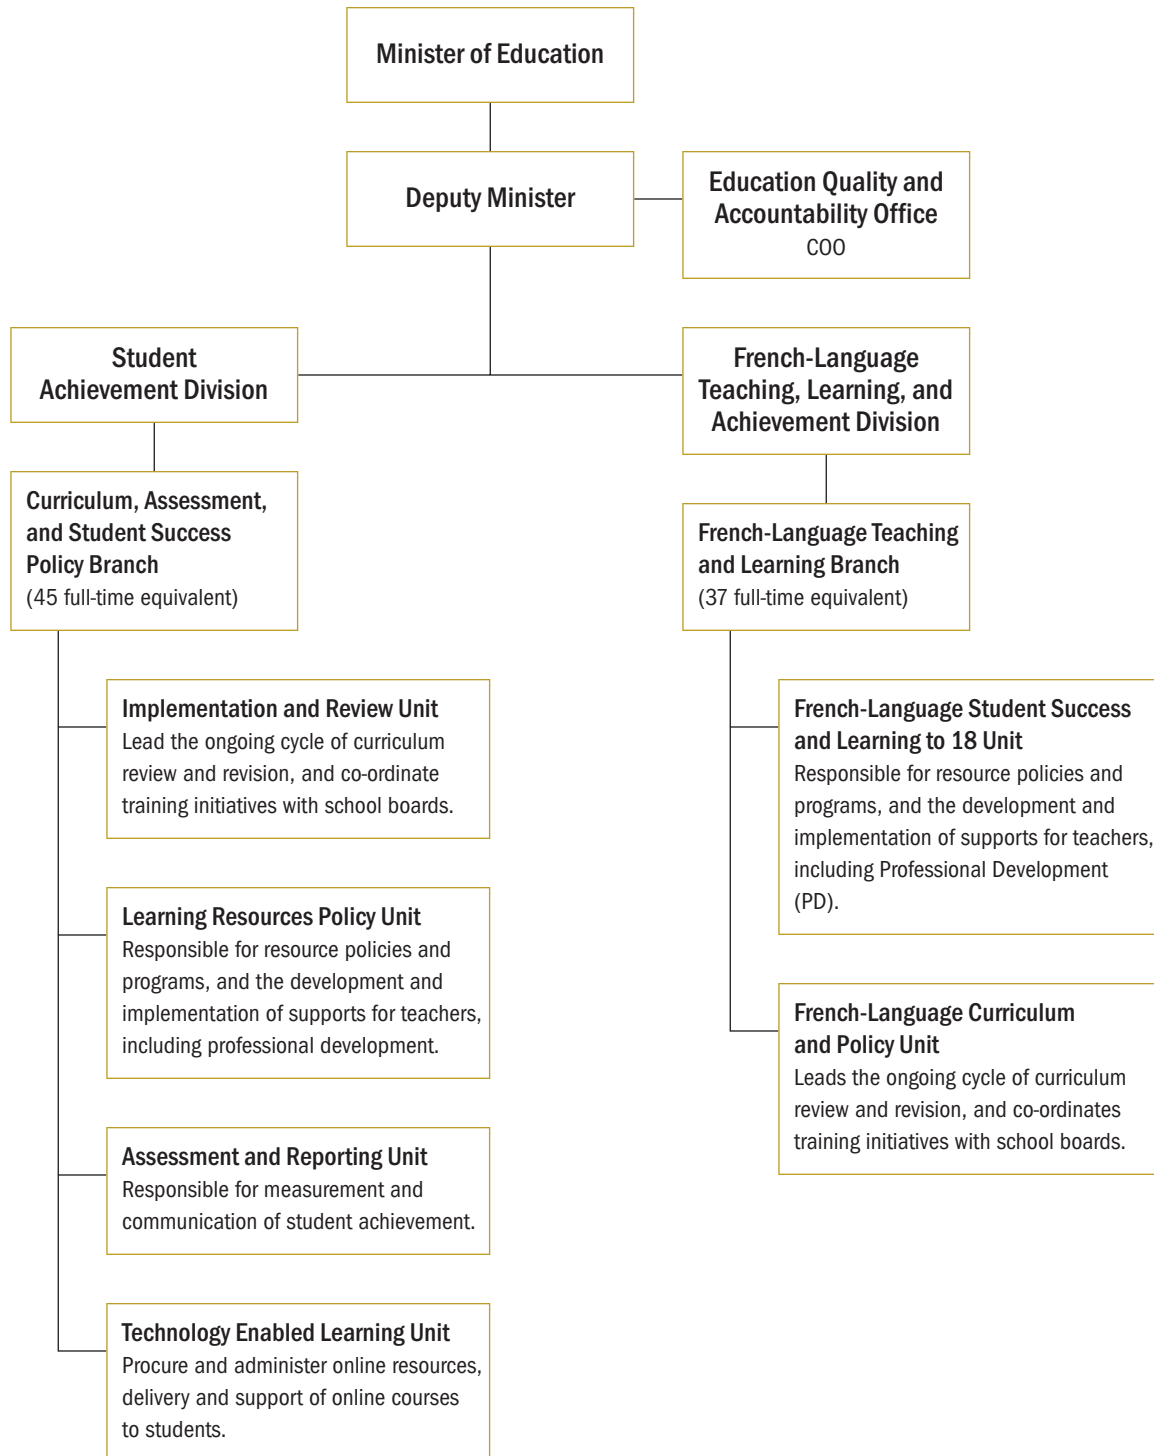 Minister of Education
Deputy Minister
Education Quality and
Accountability Office
COO
Student
Achievement Division
French-Language
Teaching, Learning, and
Achievement Division
Curriculum, Assessment,
and Student Success
Policy Branch
(45 full-time equivalent)
French-Language Teaching
and Learning Branch
(37 full-time equivalent)
Implementation and Review Unit
Lead the ongoing cycle of curriculum
review and revision, and co-ordinate
training initiatives with school boards.
Learning Resources Policy Unit
Responsible for resource policies and
programs, and the development and
implementation of supports for teachers,
including professional development.
Assessment and Reporting Unit
Responsible for measurement and
communication of student achievement.
Technology Enabled Learning Unit
Procure and administer online resources,
delivery and support of online courses
to students.
French-Language Student Success
and Learning to 18 Unit
Responsible for resource policies and
programs, and the development and
implementation of supports for teachers,
including Professional Development
(PD).
French-Language Curriculum
and Policy Unit
Leads the ongoing cycle of curriculum
review and revision, and co-ordinates
training initiatives with school boards.